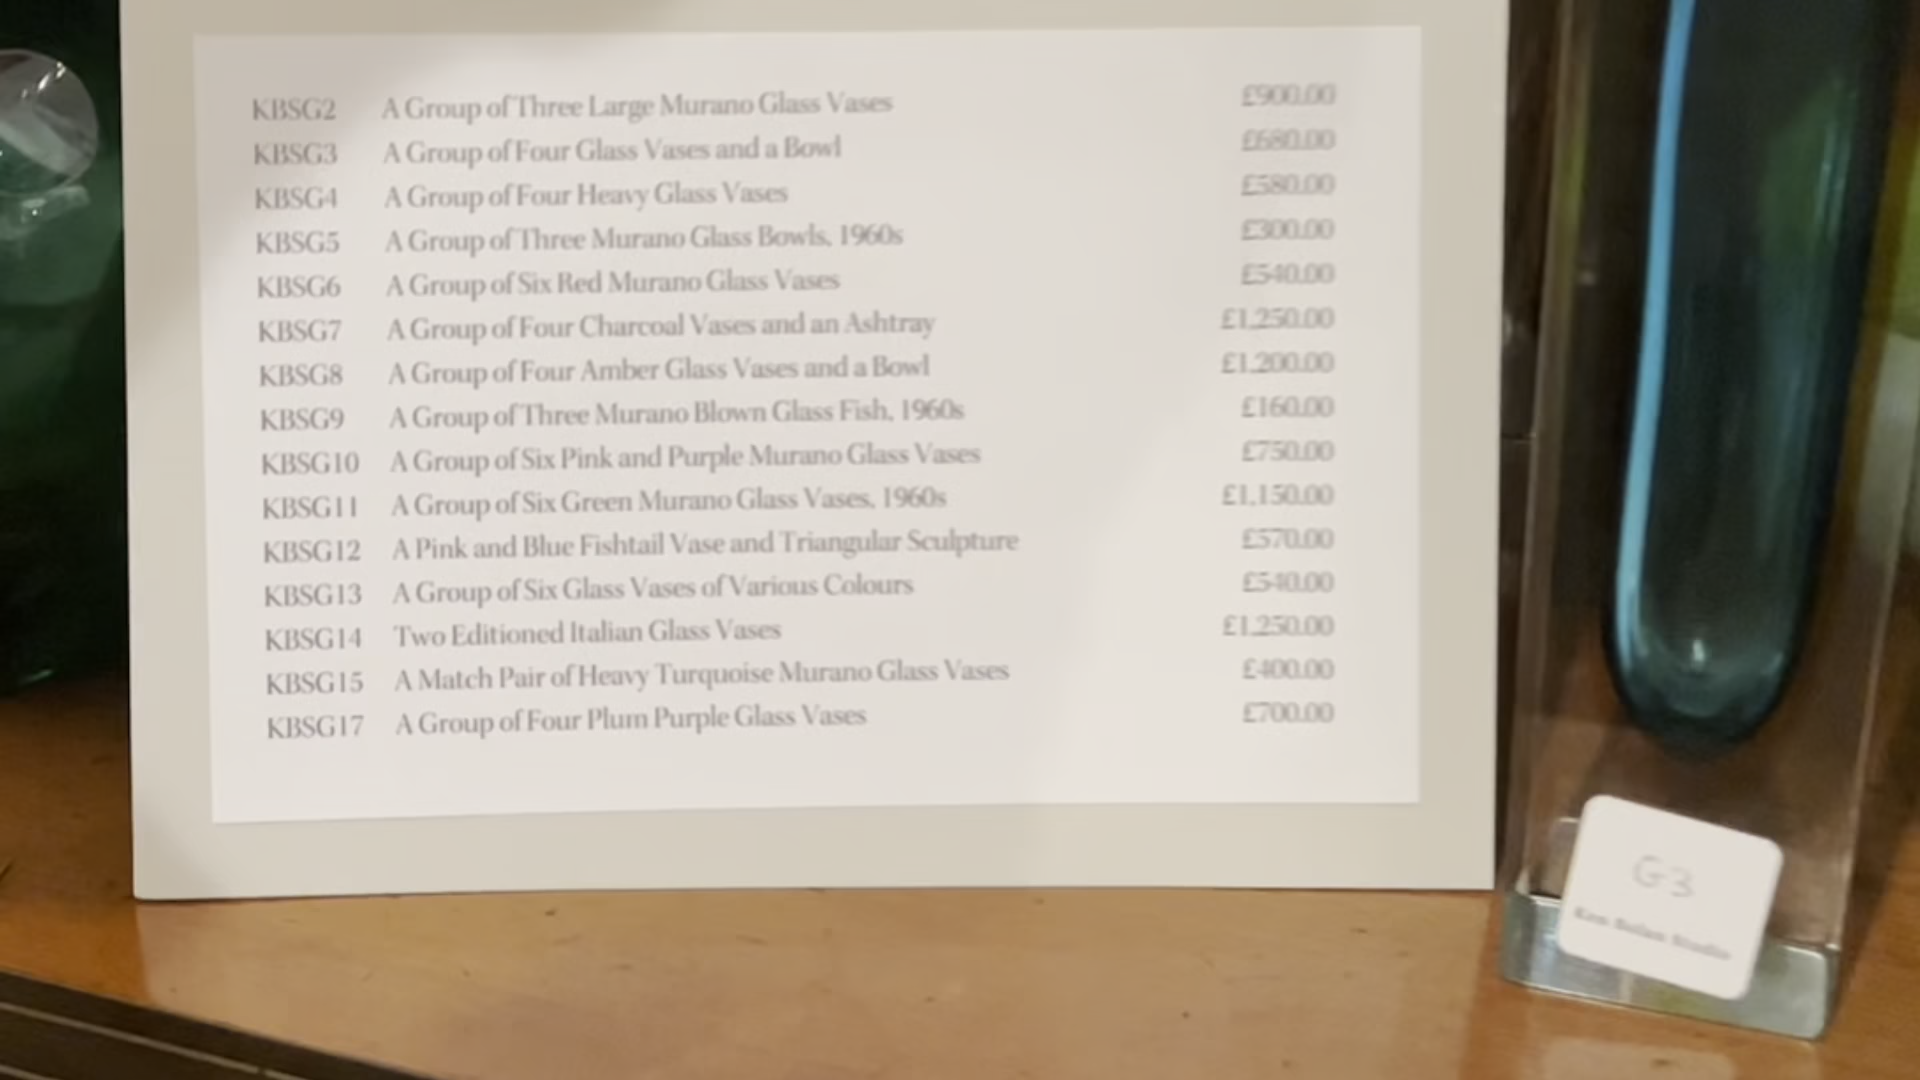 KBSG2 A Group of Three Large Murano Glass Vases £900.00
KBSG3 A Group of Four Glass Vases and a Bowl £680.00
KBSG4 A Group of Four Heavy Glass Vases £580.00
KBSG5 A Group of Three Murano Glass Bowls, 1960s £300.00
KBSG6 A Group of Six Red Murano Glass Vases £540.00
KBSG7 A Group of Four Charcoal Vases and an Ashtray £1,250.00
KBSG8 A Group of Four Amber Glass Vases and a Bowl £1,200.00
KBSG9 A Group of Three Murano Blown Glass Fish, 1960s £160.00
KBSG10 A Group of Six Pink and Purple Murano Glass Vases £750.00
KBSG11 A Group of Six Green Murano Glass Vases, 1960s £1,150.00
KBSG12 A Pink and Blue Fishtail Vase and Triangular Sculpture £570.00
KBSG13 A Group of Six Glass Vases of Various Colours £540.00
KBSG14 Two Editioned Italian Glass Vases £1,250.00
KBSG15 A Match Pair of Heavy Turquoise Murano Glass Vases £400.00
KBSG17 A Group of Four Plum Purple Glass Vases £700.00
G3
Ken Bolan Studio